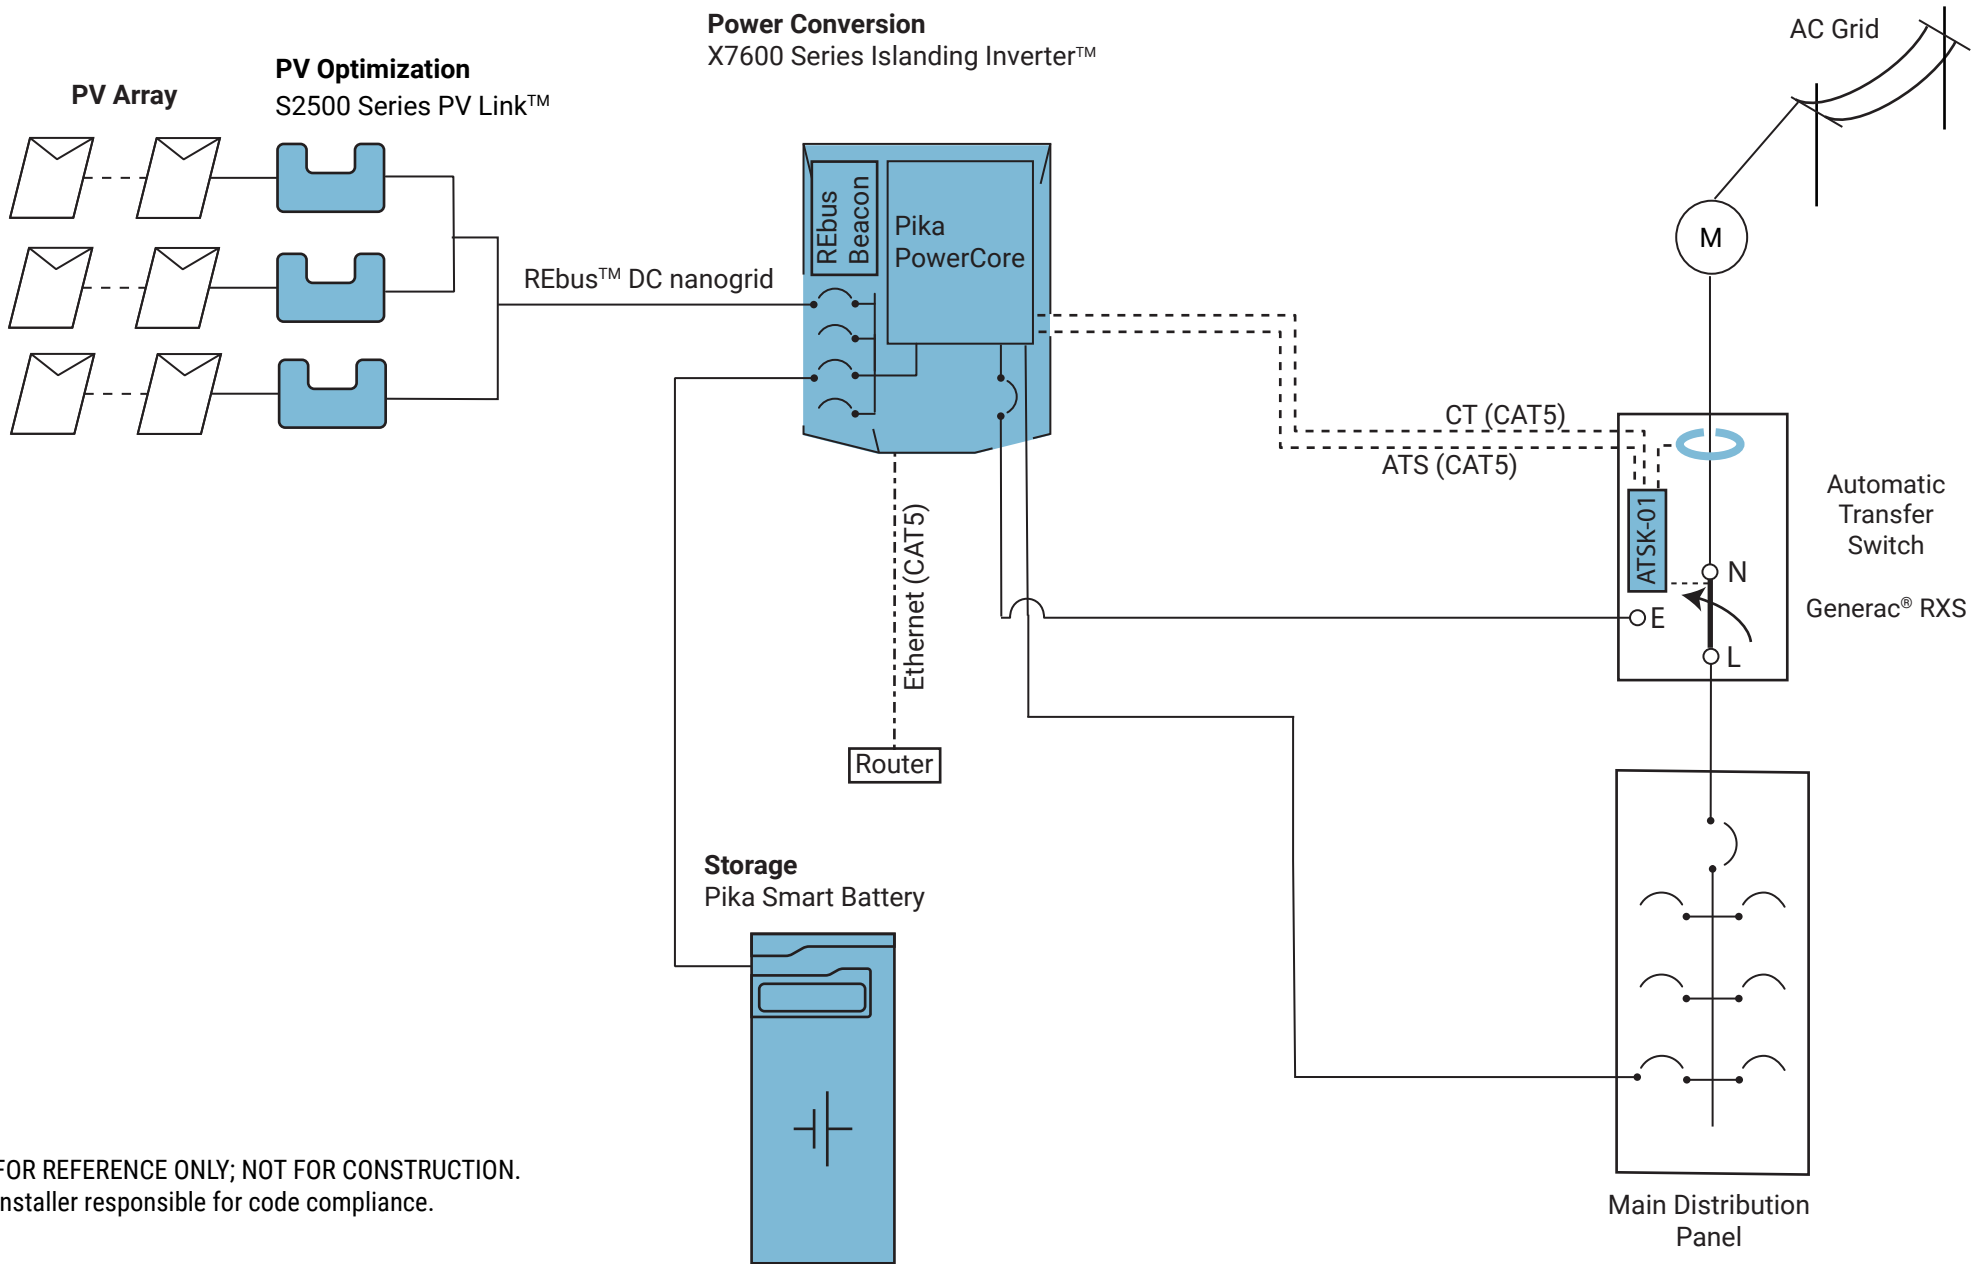 Power Conversion
X7600 Series Islanding Inverter™
AC Grid
PV Optimization
S2500 Series PV Link™
PV Array
REbus
Beacon
Pika
PowerCore
M
REbus™ DC nanogrid
CT (CAT5)
ATS (CAT5)
Automatic
Transfer
Switch
ATSK-01
N
E
L
Generac® RXS
Ethernet (CAT5)
Router
Storage
Pika Smart Battery
FOR REFERENCE ONLY; NOT FOR CONSTRUCTION.
nstaller responsible for code compliance.
Main Distribution
Panel